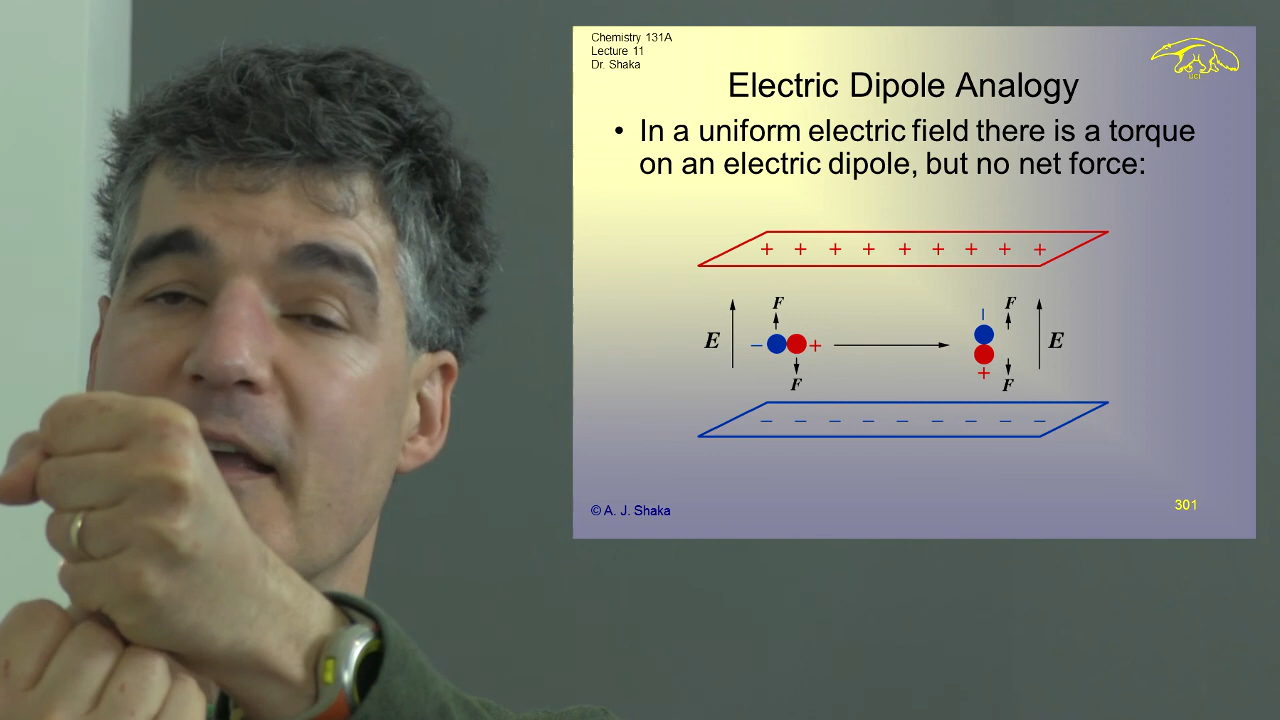 Chemistry 131A
Lecture 11
Dr. Shaka
UCI
Electric Dipole Analogy
• In a uniform electric field there is a torque
on an electric dipole, but no net force:
+ + + + + + + + +
F F
E − + − + E
F F
− − − − − − − − −
© A. J. Shaka
301